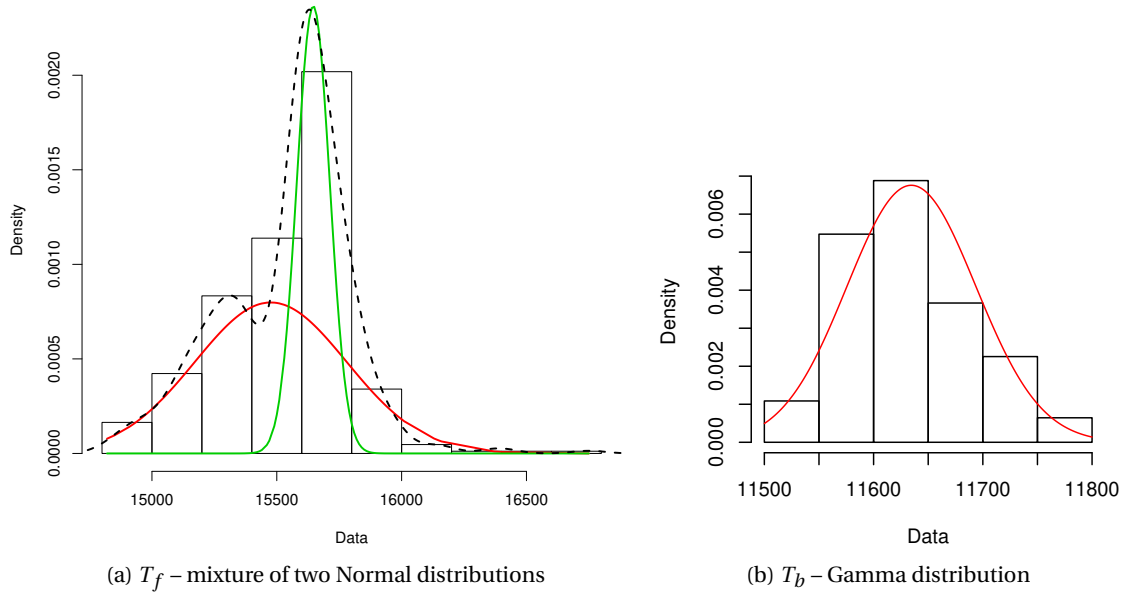 0.0020
0.0015
0.0010
0.0005
0.0000
Density
15000 15500 16000 16500
Data
(a) T_f – mixture of two Normal distributions
0.006
0.004
0.002
0.000
Density
11500 11600 11700 11800
Data
(b) T_b – Gamma distribution